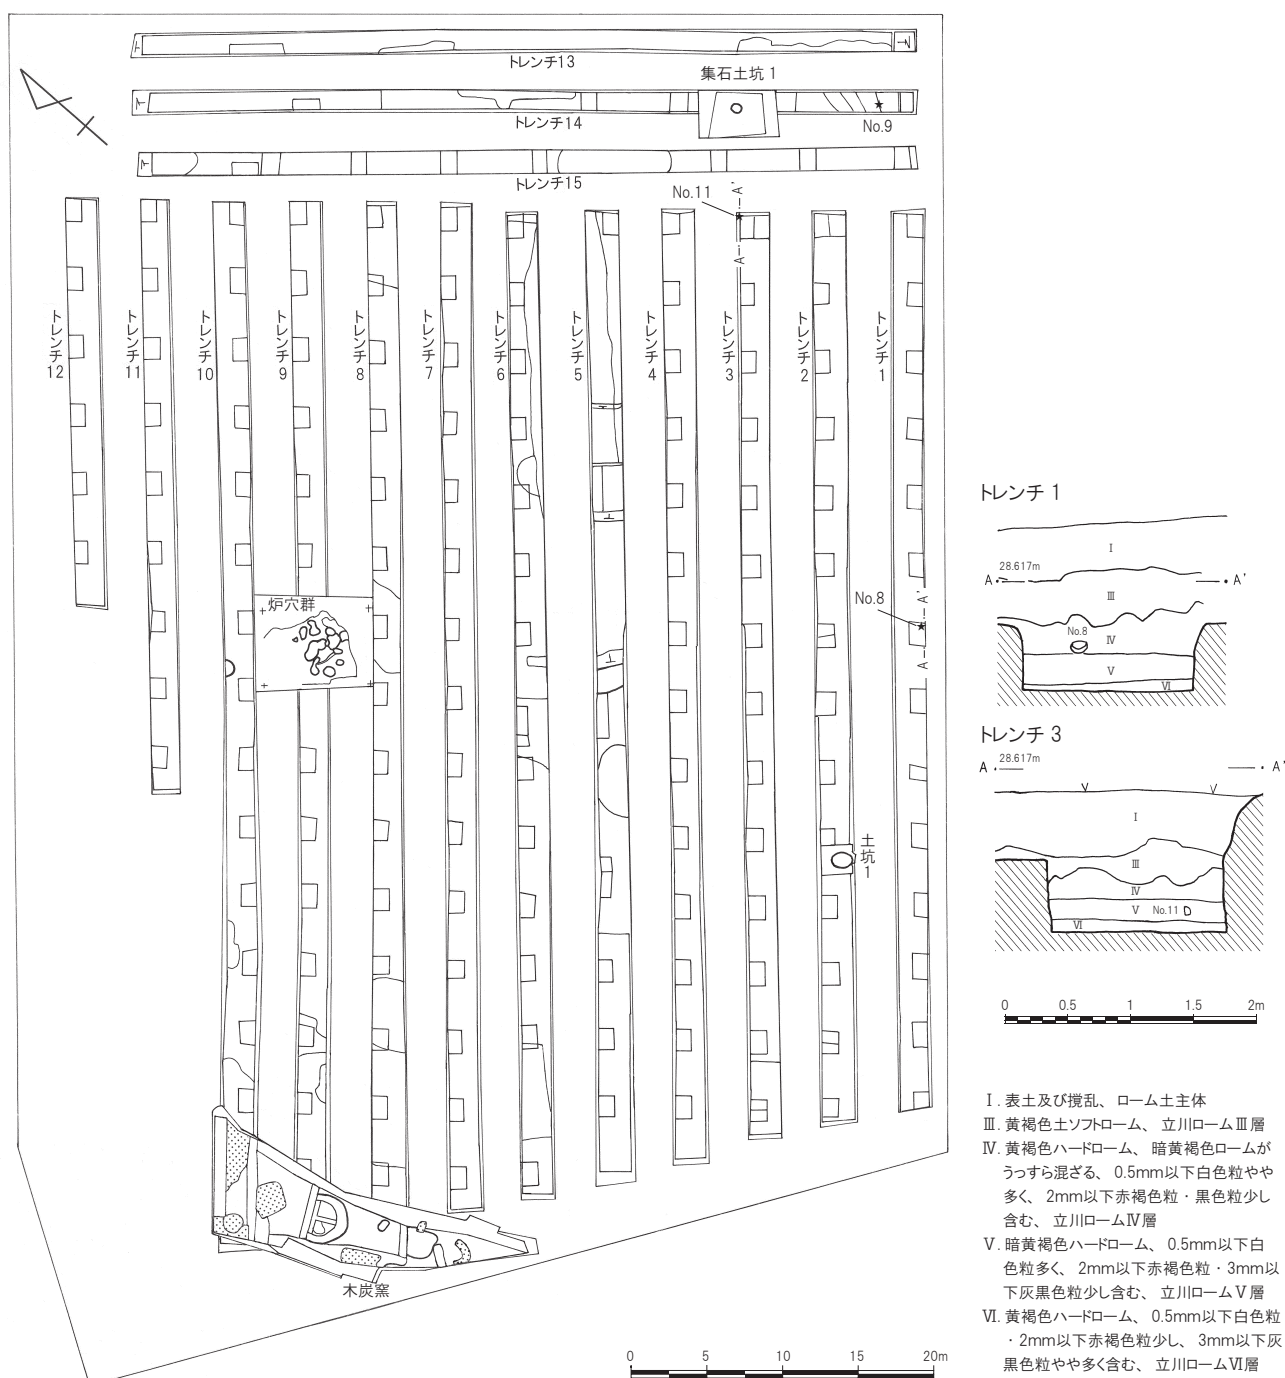 トレンチ13
集石土坑 1
トレンチ14
No.9
トレンチ15
No.11
A'
A
トレンチ12
トレンチ11
トレンチ10
トレンチ9
トレンチ8
トレンチ7
トレンチ6
トレンチ5
トレンチ4
トレンチ3
トレンチ2
トレンチ1
炉穴群
No.8
A'
A
土坑1
木炭窯
0 5 10 15 20m
トレンチ 1
Ⅰ
A 28.617m A'
Ⅲ
No.8
Ⅳ
Ⅴ
Ⅵ
トレンチ 3
A 28.617m A'
Ⅰ
Ⅲ
Ⅳ
Ⅴ No.11
Ⅵ
0 0.5 1 1.5 2m
Ⅰ. 表土及び撹乱、 ローム土主体
Ⅲ. 黄褐色土ソフトローム、 立川ロームⅢ層
Ⅳ. 黄褐色ハードローム、 暗黄褐色ロームが
うっすら混ざる、 0.5mm以下白色粒やや
多く、 2mm以下赤褐色粒・黒色粒少し
含む、 立川ロームⅣ層
Ⅴ. 暗黄褐色ハードローム、 0.5mm以下白
色粒多く、 2mm以下赤褐色粒・3mm以
下灰黒色粒少し含む、 立川ロームⅤ層
Ⅵ. 黄褐色ハードローム、 0.5mm以下白色粒
・2mm以下赤褐色粒少し、 3mm以下灰
黒色粒やや多く含む、 立川ロームⅥ層